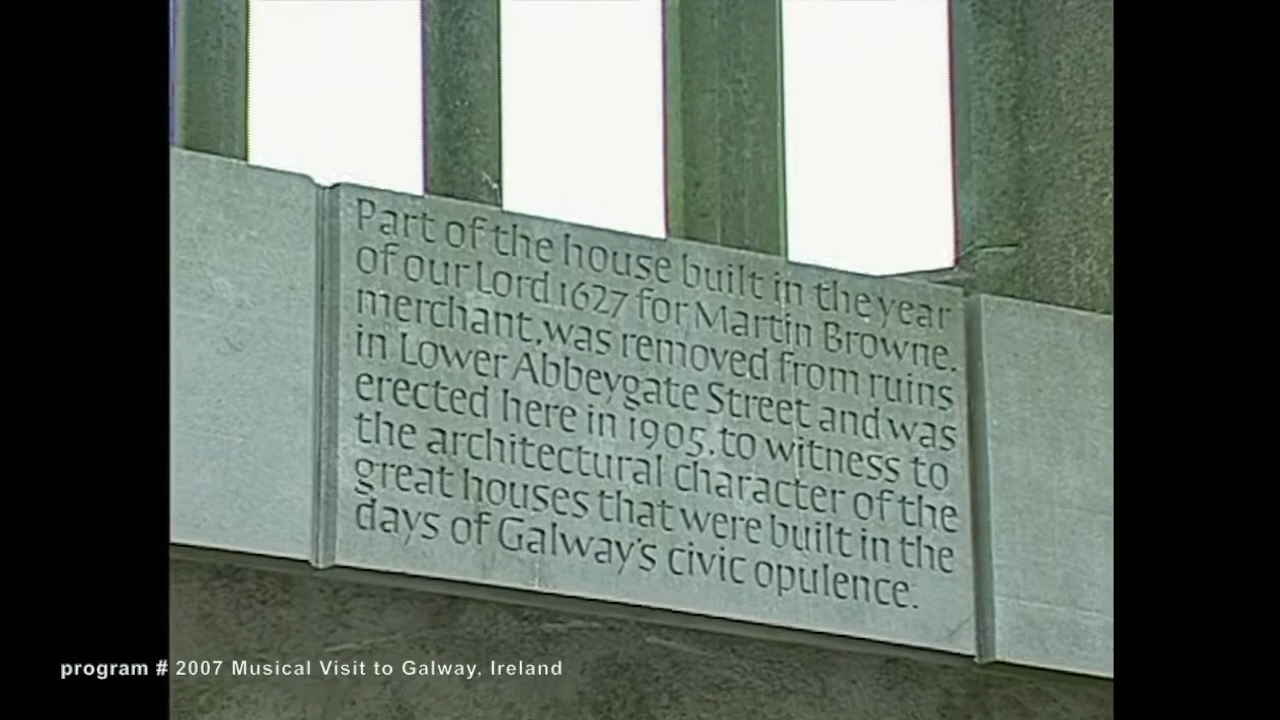 Part of the house built in the year
of our Lord 1627 for Martin Browne,
merchant, was removed from ruins
in Lower Abbeygate Street and was
erected here in 1905, to witness to
the architectural character of the
great houses that were built in the
days of Galway's civic opulence.
program # 2007 Musical Visit to Galway, Ireland